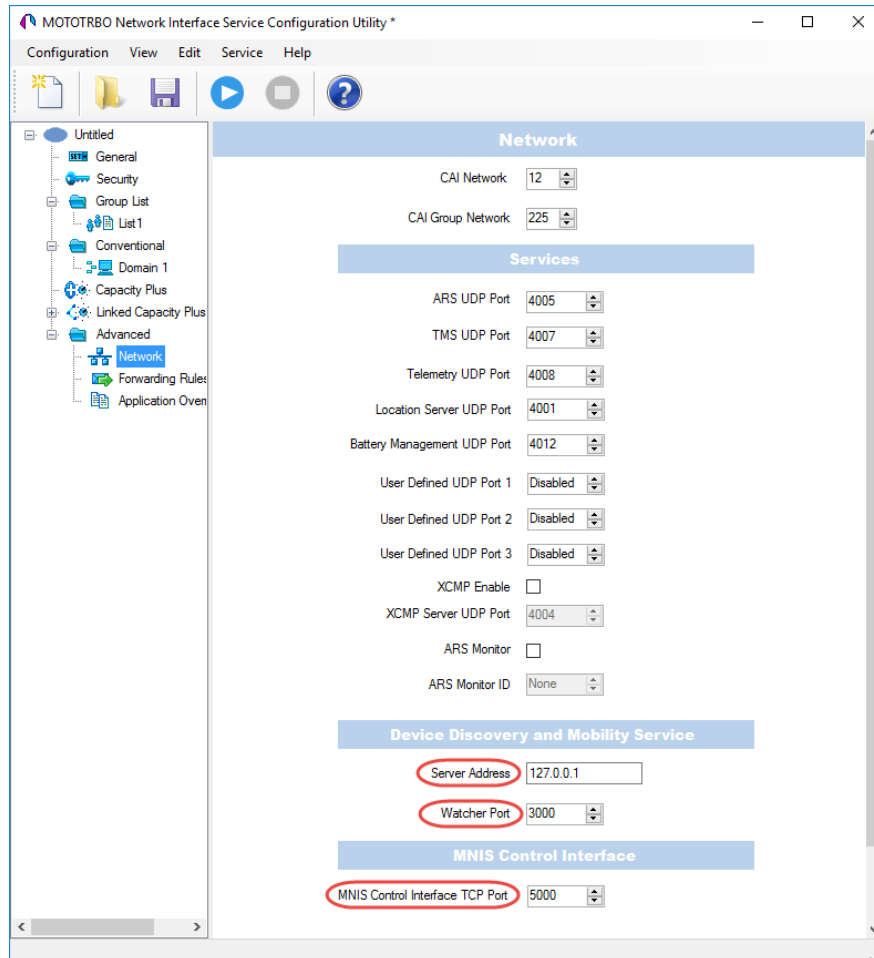 MOTOTRBO Network Interface Service Configuration Utility *
Configuration View Edit Service Help
Untitled
SETUP General
Security
Group List
List1
Conventional
Domain 1
Capacity Plus
Linked Capacity Plus
Advanced
Network
Forwarding Rules
Application Overr
Network
CAI Network 12
CAI Group Network 225
Services
ARS UDP Port 4005
TMS UDP Port 4007
Telemetry UDP Port 4008
Location Server UDP Port 4001
Battery Management UDP Port 4012
User Defined UDP Port 1 Disabled
User Defined UDP Port 2 Disabled
User Defined UDP Port 3 Disabled
XCMP Enable
XCMP Server UDP Port 4004
ARS Monitor
ARS Monitor ID None
Device Discovery and Mobility Service
Server Address 127.0.0.1
Watcher Port 3000
MNIS Control Interface
MNIS Control Interface TCP Port 5000